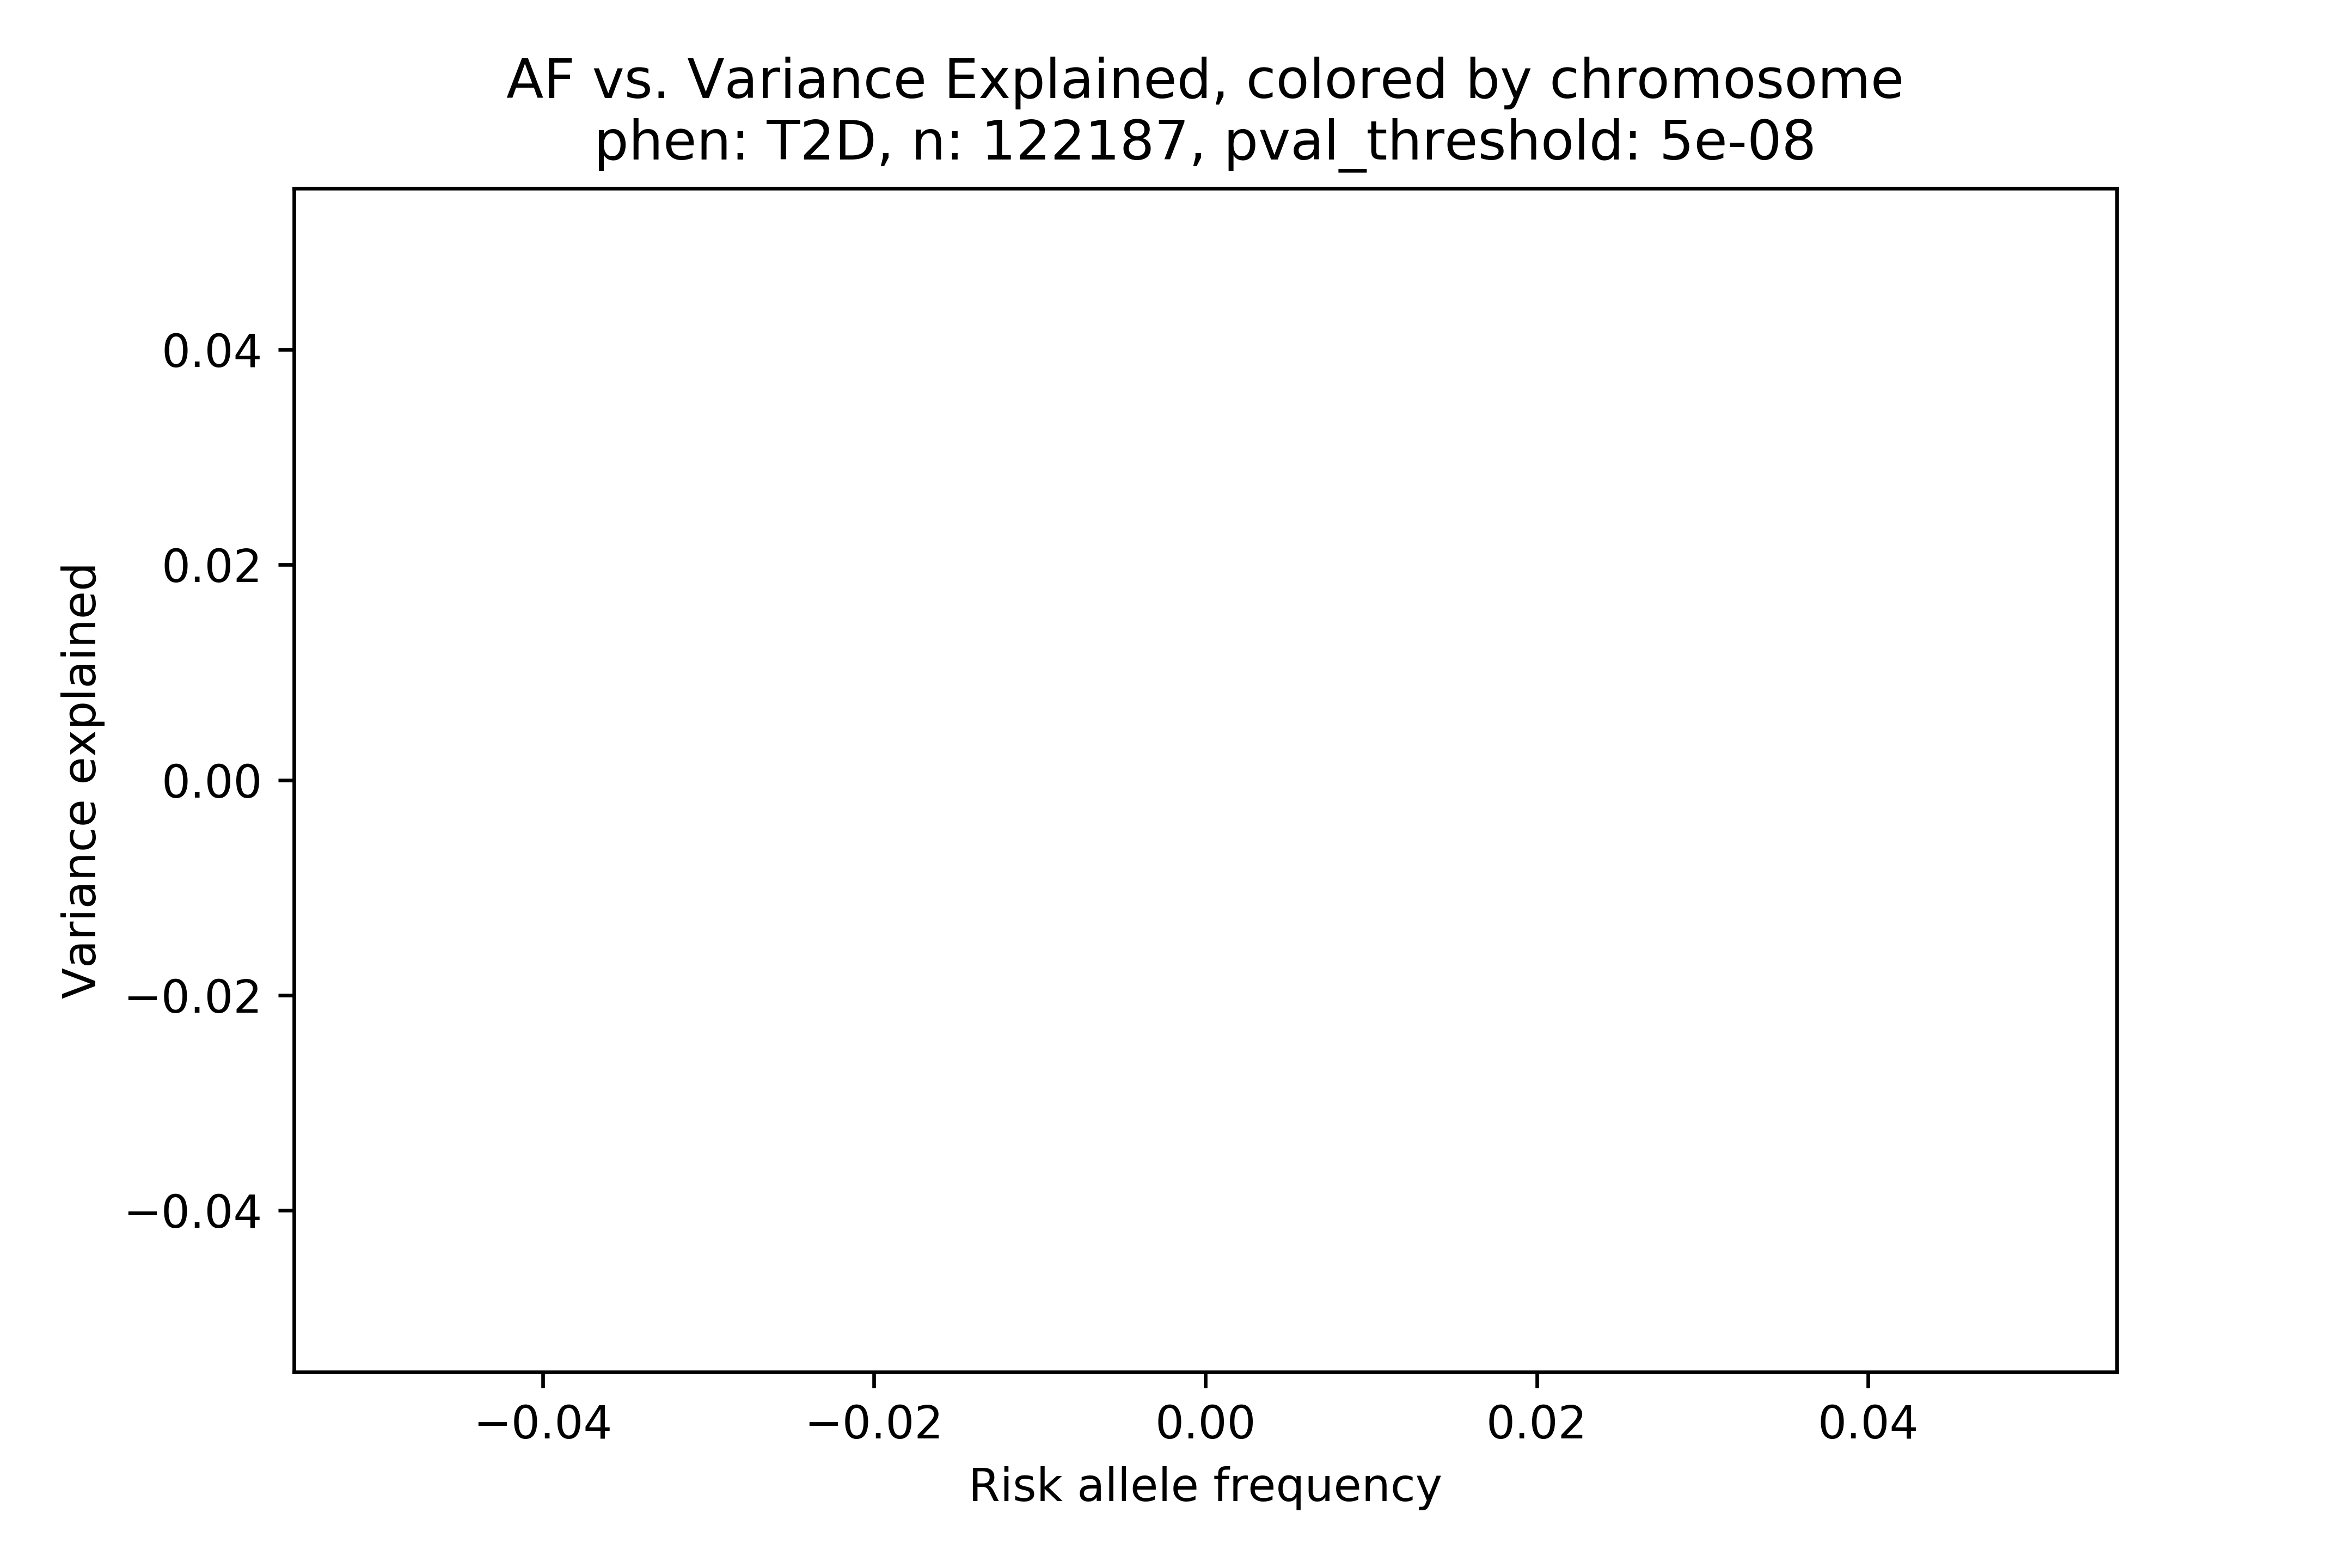 AF vs. Variance Explained, colored by chromosome
phen: T2D, n: 122187, pval_threshold: 5e-08
Variance explained
0.04
0.02
0.00
−0.02
−0.04
−0.04
−0.02
0.00
0.02
0.04
Risk allele frequency